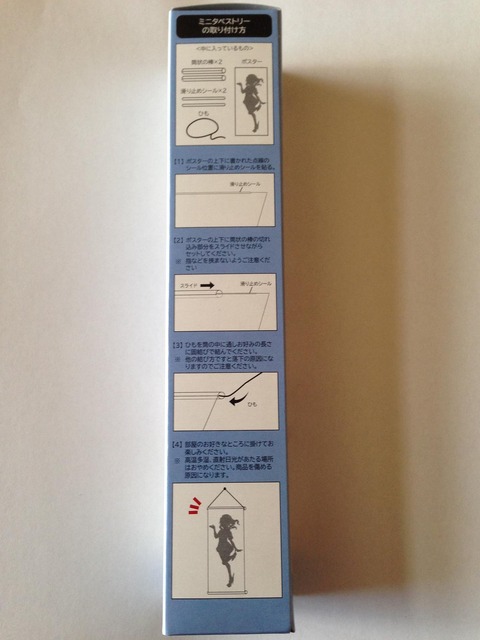 ミニタペストリー
の取り付け方
<中に入っているもの>
筒状の棒×2
ポスター
滑り止めシール×2
ひも
【1】ポスターの上下に書かれた点線の
シール位置に滑り止めシールを貼る。
滑り止めシール
【2】ポスターの上下に筒状の棒の切れ
込み部分をスライドさせながら
セットしてください。
※ 指などを挟まないようご注意くだ
さい
スライド
滑り止めシール
【3】ひもを筒の中に通しお好みの長さ
に固結びで結んでください。
※ 他の結び方ですと落下の原因にな
りますのでご注意ください。
ひも
【4】部屋のお好きなところに掛けてお
楽しみください。
※ 高温多湿、直射日光があたる場所
はおやめください。商品を傷める
原因になります。